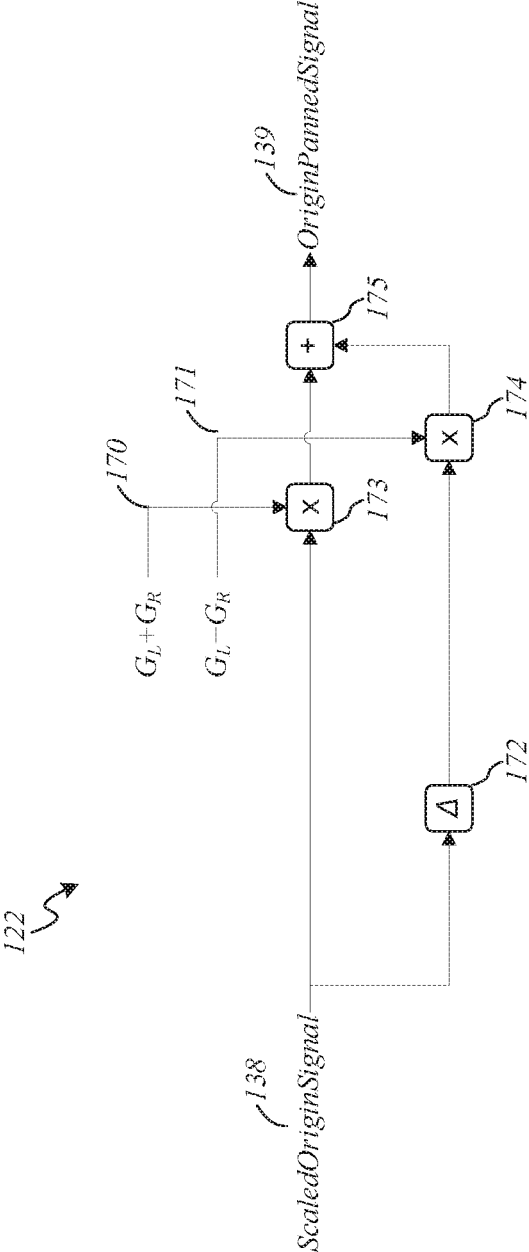 122
170
G_L+G_R
171
G_L−G_R
139
138
ScaledOriginSignal
x
173
+
175
OriginPannedSignal
Δ
172
x
174